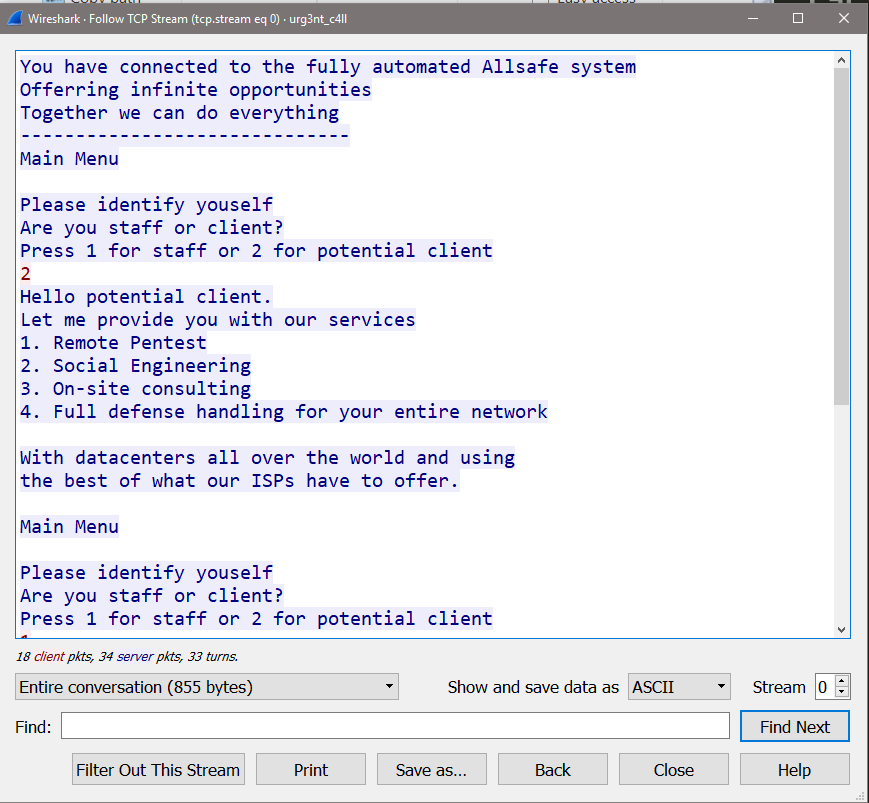 Wireshark · Follow TCP Stream (tcp.stream eq 0) · urg3nt_c4ll
You have connected to the fully automated Allsafe system
Offerring infinite opportunities
Together we can do everything
------------------------------
Main Menu
Please identify youself
Are you staff or client?
Press 1 for staff or 2 for potential client
2
Hello potential client.
Let me provide you with our services
1. Remote Pentest
2. Social Engineering
3. On-site consulting
4. Full defense handling for your entire network
With datacenters all over the world and using
the best of what our ISPs have to offer.
Main Menu
Please identify youself
Are you staff or client?
Press 1 for staff or 2 for potential client
18 client pkts, 34 server pkts, 33 turns.
Entire conversation (855 bytes) Show and save data as ASCII Stream 0
Find: Find Next
Filter Out This Stream Print Save as... Back Close Help